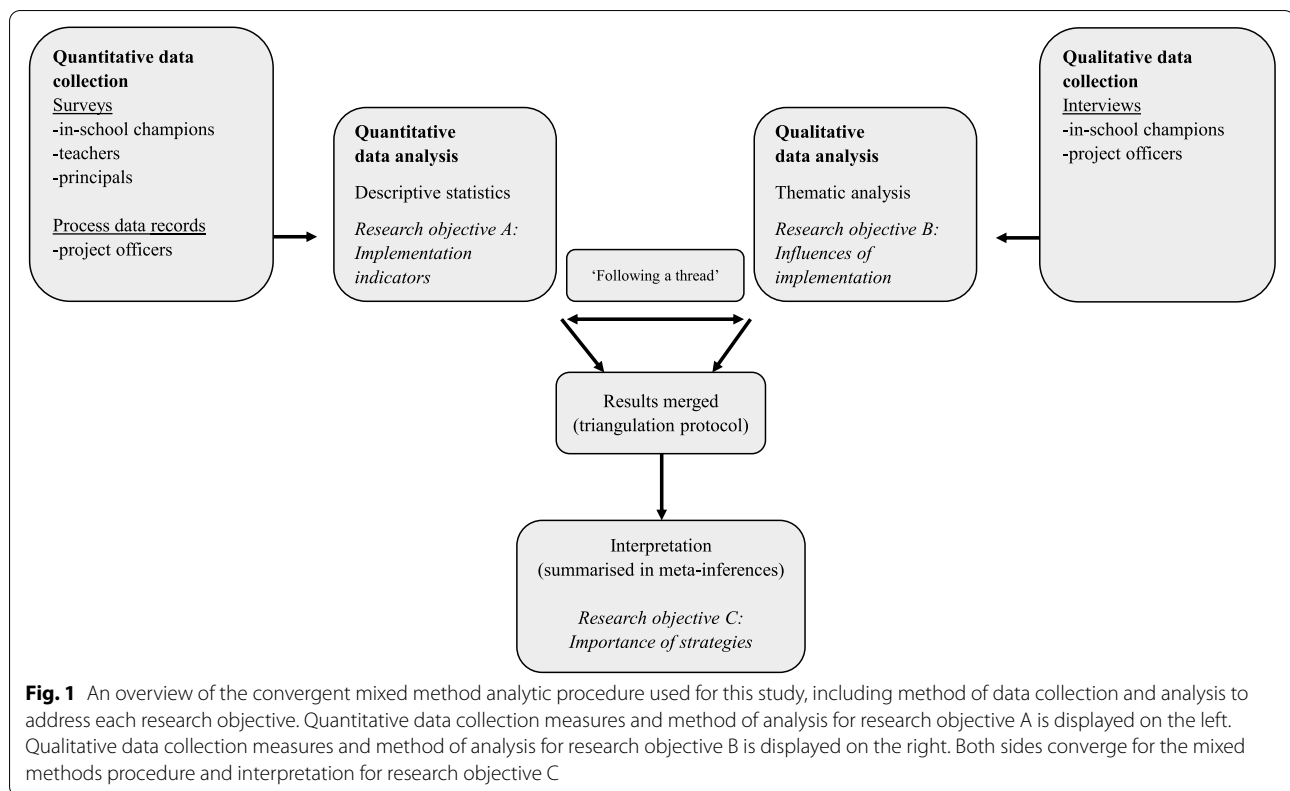 Quantitative data
collection
Surveys
-in-school champions
-teachers
-principals
Process data records
-project officers
Quantitative
data analysis
Descriptive statistics
Research objective A:
Implementation
indicators
'Following a thread'
Qualitative
data analysis
Thematic analysis
Research objective B:
Influences of
implementation
Qualitative data
collection
Interviews
-in-school champions
-project officers
Results merged
(triangulation protocol)
Interpretation
(summarised in meta-inferences)
Research objective C:
Importance of strategies
Fig. 1 An overview of the convergent mixed method analytic procedure used for this study, including method of data collection and analysis to
address each research objective. Quantitative data collection measures and method of analysis for research objective A is displayed on the left.
Qualitative data collection measures and method of analysis for research objective B is displayed on the right. Both sides converge for the mixed
methods procedure and interpretation for research objective C